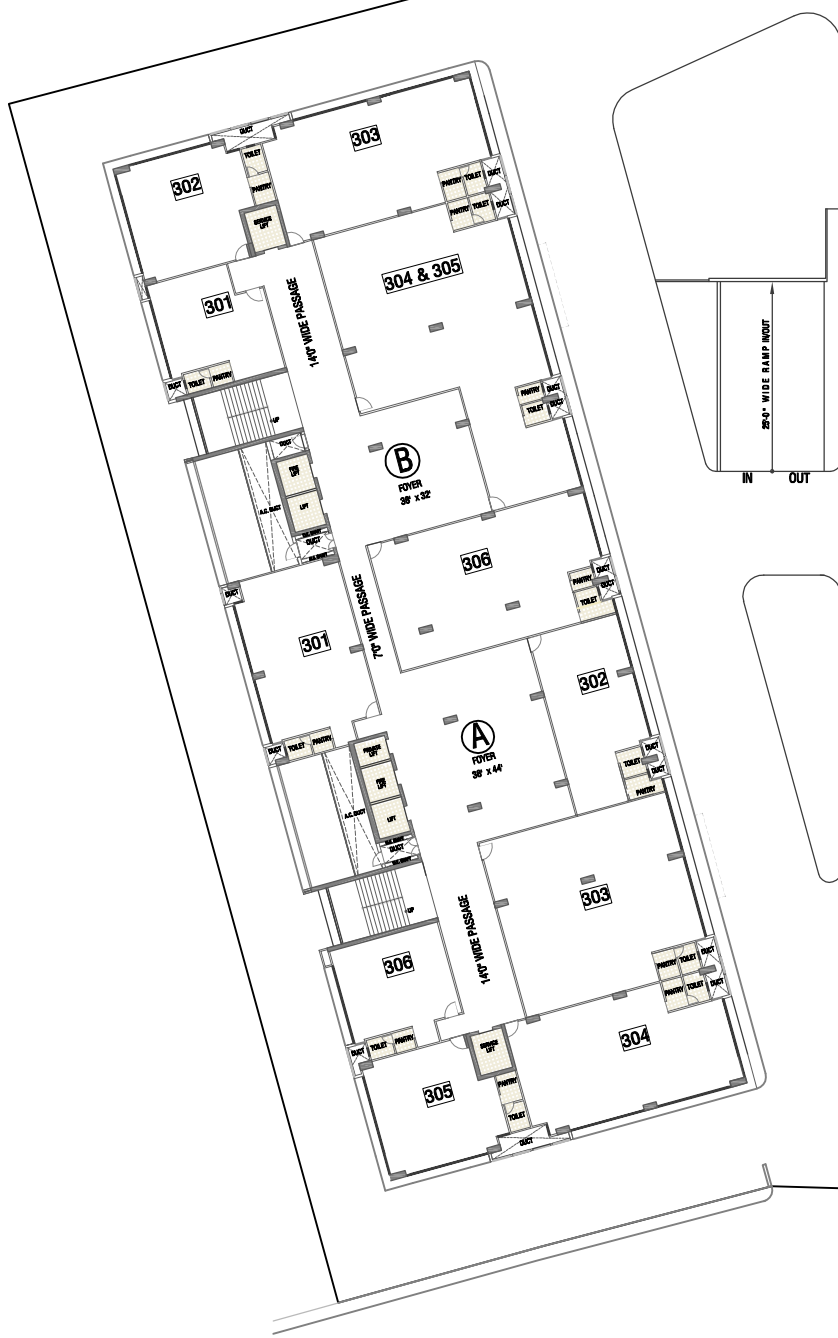 DUCT
303
TOILET
302
PANTRY
TOILET
DUCT
PANTRY
SERVICE
LIFT
PANTRY
TOILET
DUCT
304 & 305
301
14'0" WIDE PASSAGE
DUCT
TOILET
PANTRY
UP
PANTRY
DUCT
TOILET
DUCT
DUCT
B
FOYER
36' x 32'
FIRE
LIFT
A.C. DUCT
LIFT
DUCT
306
DUCT
PANTRY
DUCT
TOILET
DUCT
7'0" WIDE PASSAGE
301
302
DUCT
TOILET
PANTRY
A
FOYER
36' x 44'
LIFT
FIRE
LIFT
A.C. DUCT
LIFT
DUCT
DUCT
TOILET
DUCT
PANTRY
UP
303
14'0" WIDE PASSAGE
306
PANTRY
TOILET
DUCT
PANTRY
TOILET
DUCT
DUCT
TOILET
PANTRY
SERVICE
LIFT
304
305
PANTRY
TOILET
DUCT
WIDE RAMP IN/OUT
IN
OUT